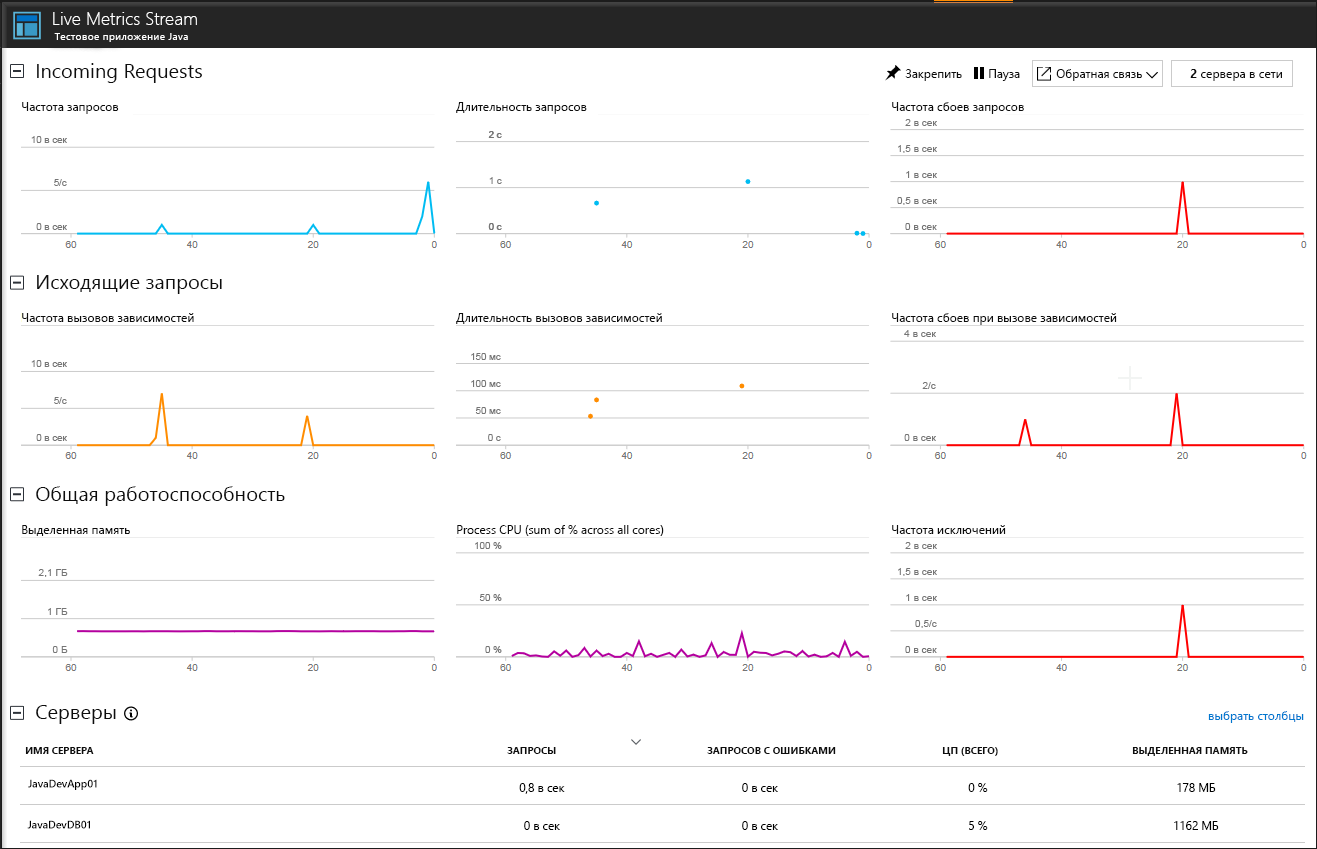 Live Metrics Stream
Тестовое приложение Java
Incoming Requests
Закрепить Пауза Обратная связь 2 сервера в сети
Частота запросов
10 в сек
5/с
0 в сек
60 40 20 0
Длительность запросов
2 с
1 с
0 с
60 40 20 0
Частота сбоев запросов
2 в сек
1,5 в сек
1 в сек
0,5 в сек
0 в сек
60 40 20 0
Исходящие запросы
Частота вызовов зависимостей
10 в сек
5/с
0 в сек
60 40 20 0
Длительность вызовов зависимостей
150 мс
100 мс
50 мс
0 с
60 40 20 0
Частота сбоев при вызове зависимостей
4 в сек
2/с
0 в сек
60 40 20 0
Общая работоспособность
Выделенная память
2,1 ГБ
1 ГБ
0 Б
60 40 20 0
Process CPU (sum of % across all cores)
100 %
50 %
0 %
60 40 20 0
Частота исключений
2 в сек
1,5 в сек
1 в сек
0,5/с
0 в сек
60 40 20 0
Серверы
выбрать столбцы
ИМЯ СЕРВЕРА ЗАПРОСЫ ЗАПРОСОВ С ОШИБКАМИ ЦП (ВСЕГО) ВЫДЕЛЕННАЯ ПАМЯТЬ
JavaDevApp01 0,8 в сек 0 в сек 0 % 178 МБ
JavaDevDB01 0 в сек 0 в сек 5 % 1162 МБ